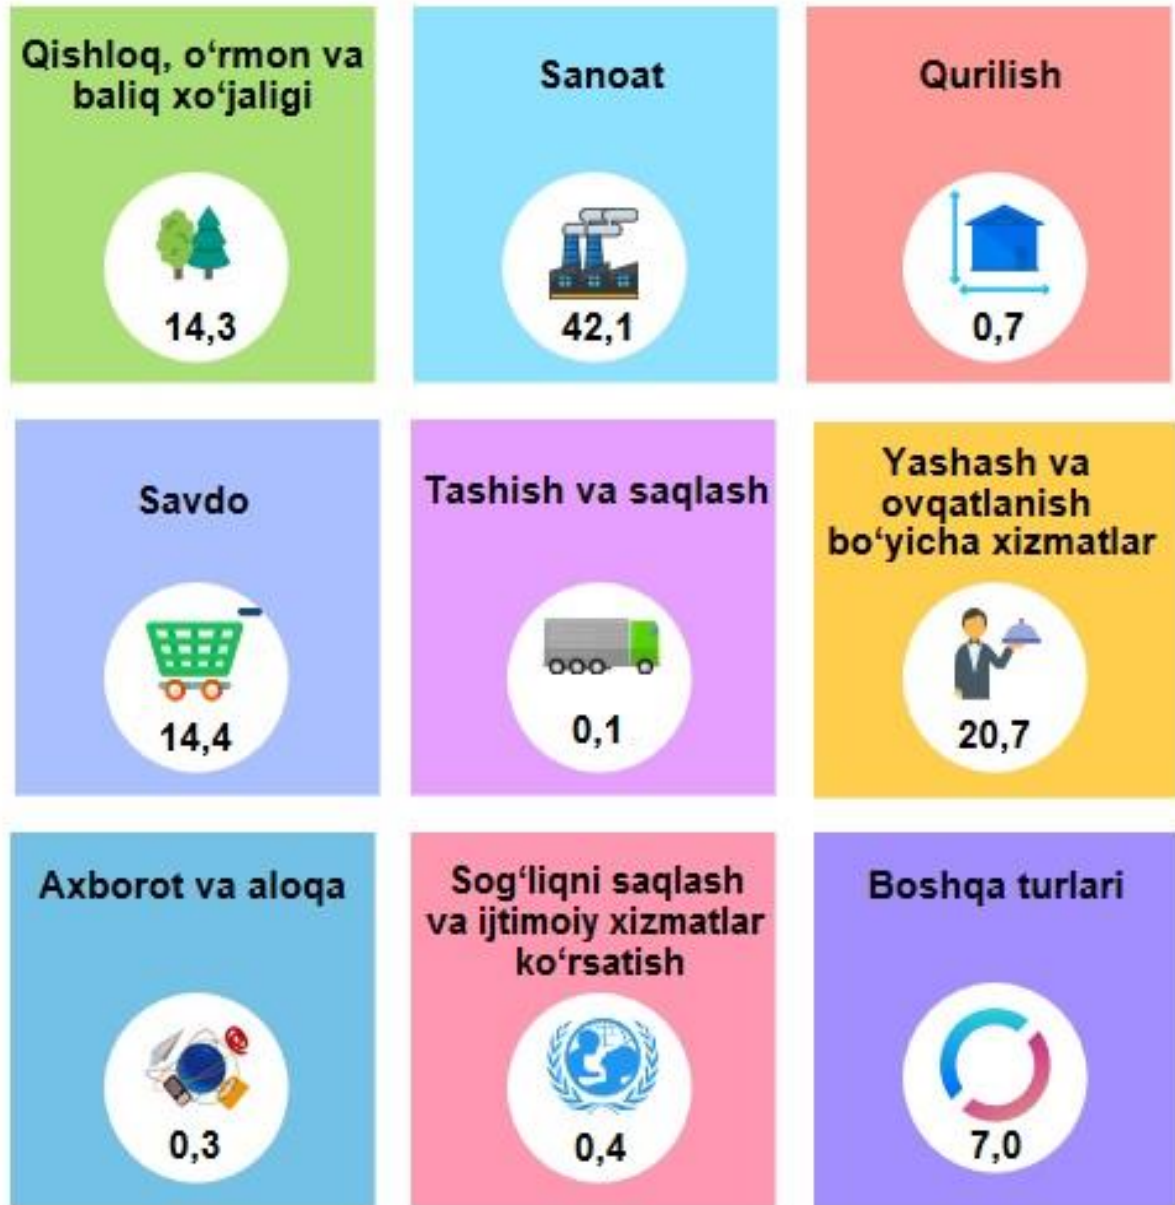 Qishloq, o‘rmon va
baliq xo‘jaligi
14,3
Sanoat
42,1
Qurilish
0,7
Savdo
14,4
Tashish va saqlash
0,1
Yashash va
ovqatlanish
bo‘yicha xizmatlar
20,7
Axborot va aloqa
0,3
Sog‘liqni saqlash
va ijtimoiy xizmatlar
ko‘rsatish
0,4
Boshqa turlari
7,0